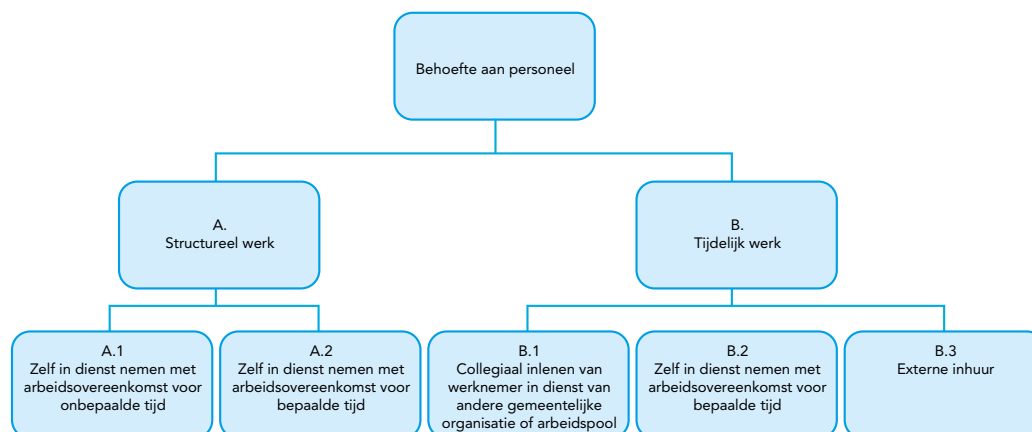 Behoefte aan personeel
A.
Structureel werk
B.
Tijdelijk werk
A.1
Zelf in dienst nemen met
arbeidsovereenkomst voor
onbepaalde tijd
A.2
Zelf in dienst nemen met
arbeidsovereenkomst voor
bepaalde tijd
B.1
Collegiaal inlenen van
werknemer in dienst van
andere gemeentelijke
organisatie of arbeidspool
B.2
Zelf in dienst nemen met
arbeidsovereenkomst voor
bepaalde tijd
B.3
Externe inhuur